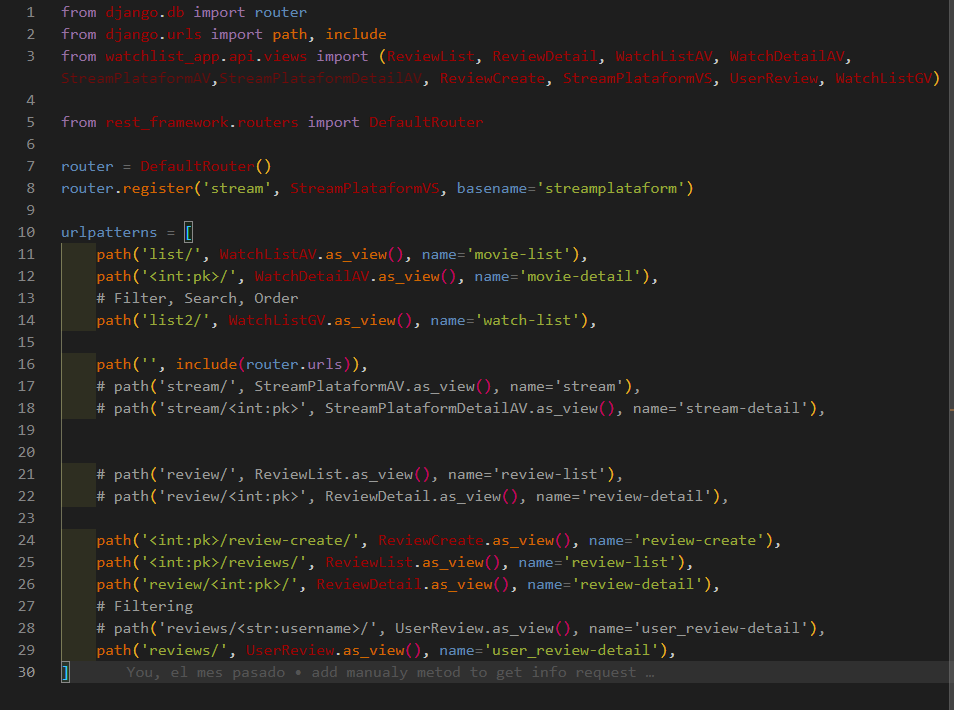 1 from django.db import router
2 from django.urls import path, include
3 from watchlist_app.api.views import (ReviewList, ReviewDetail, WatchListAV, WatchDetailAV,
StreamPlataformAV,StreamPlataformDetailAV, ReviewCreate, StreamPlataformVS, UserReview, WatchListGV)
4
5 from rest_framework.routers import DefaultRouter
6
7 router = DefaultRouter()
8 router.register('stream', StreamPlataformVS, basename='streamplataform')
9
10 urlpatterns = [
11     path('list/', WatchListAV.as_view(), name='movie-list'),
12     path('<int:pk>/', WatchDetailAV.as_view(), name='movie-detail'),
13     # Filter, Search, Order
14     path('list2/', WatchListGV.as_view(), name='watch-list'),
15
16     path('', include(router.urls)),
17     # path('stream/', StreamPlataformAV.as_view(), name='stream'),
18     # path('stream/<int:pk>', StreamPlataformDetailAV.as_view(), name='stream-detail'),
19
20
21     # path('review/', ReviewList.as_view(), name='review-list'),
22     # path('review/<int:pk>', ReviewDetail.as_view(), name='review-detail'),
23
24     path('<int:pk>/review-create/', ReviewCreate.as_view(), name='review-create'),
25     path('<int:pk>/reviews/', ReviewList.as_view(), name='review-list'),
26     path('review/<int:pk>/', ReviewDetail.as_view(), name='review-detail'),
27     # Filtering
28     # path('reviews/<str:username>/', UserReview.as_view(), name='user_review-detail'),
29     path('reviews/', UserReview.as_view(), name='user_review-detail'),
30 ]     You, el mes pasado • add manualy metod to get info request …